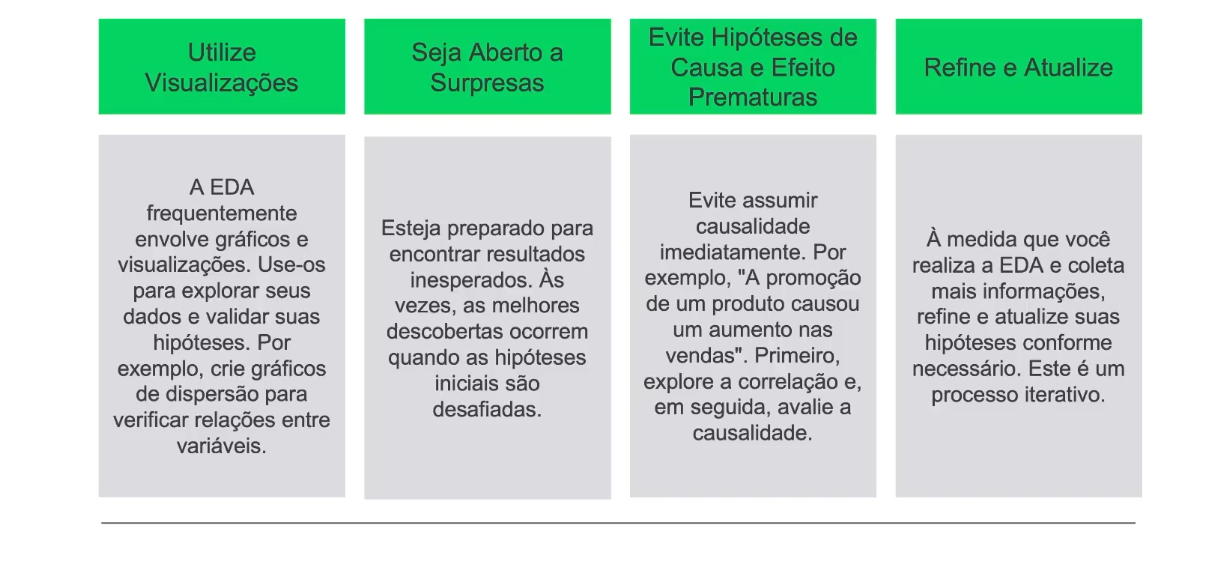 Utilize
Visualizações
Seja Aberto a
Surpresas
Evite Hipóteses de
Causa e Efeito
Prematuras
Refine e Atualize
A EDA
frequentemente
envolve gráficos e
visualizações. Use-os
para explorar seus
dados e validar suas
hipóteses. Por
exemplo, crie gráficos
de dispersão para
verificar relações entre
variáveis.
Esteja preparado para
encontrar resultados
inesperados. Às
vezes, as melhores
descobertas ocorrem
quando as hipóteses
iniciais são
desafiadas.
Evite assumir
causalidade
imediatamente. Por
exemplo, "A promoção
de um produto causou
um aumento nas
vendas". Primeiro,
explore a correlação e,
em seguida, avalie a
causalidade.
À medida que você
realiza a EDA e coleta
mais informações,
refine e atualize suas
hipóteses conforme
necessário. Este é um
processo iterativo.